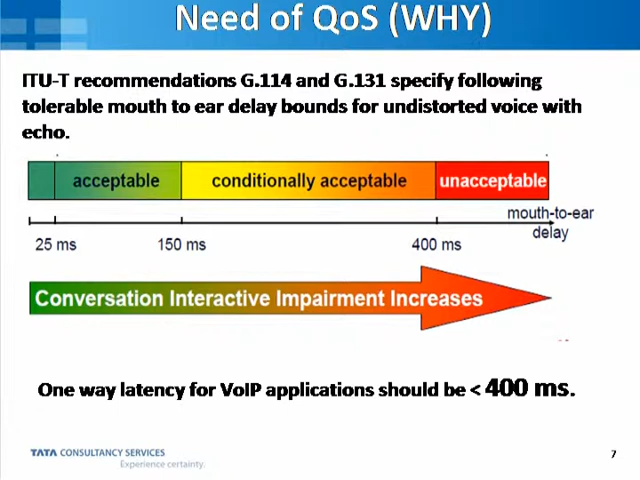 Need of QoS (WHY)
ITU-T recommendations G.114 and G.131 specify following
tolerable mouth to ear delay bounds for undistorted voice with
echo.
acceptable conditionally acceptable unacceptable
mouth-to-ear
delay
25 ms 150 ms 400 ms
Conversation Interactive Impairment Increases
One way latency for VoIP applications should be < 400 ms.
TATA CONSULTANCY SERVICES
Experience certainty.
7